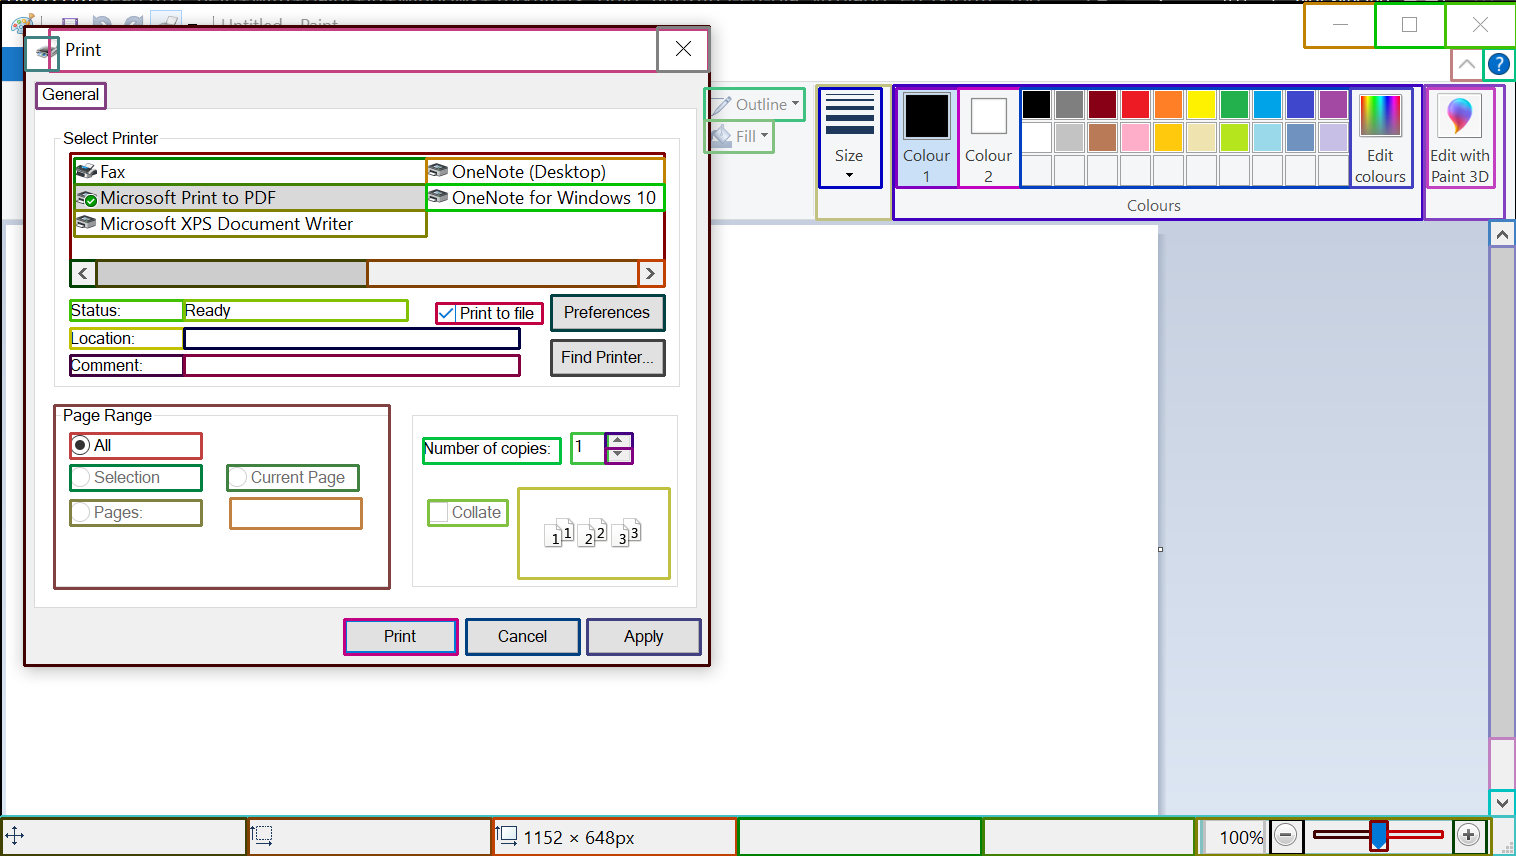 Untitled - Paint
Print
General
Outline
Fill
Size
Colour
1
Colour
2
Edit
colours
Edit with
Paint 3D
Colours
Select Printer
Fax
OneNote (Desktop)
Microsoft Print to PDF
OneNote for Windows 10
Microsoft XPS Document Writer
Status:
Ready
Print to file
Preferences
Location:
Comment:
Find Printer...
Page Range
All
Selection
Current Page
Pages:
Number of copies:
1
Collate
1 1 2 2 3 3
Print
Cancel
Apply
1152 × 648px
100%